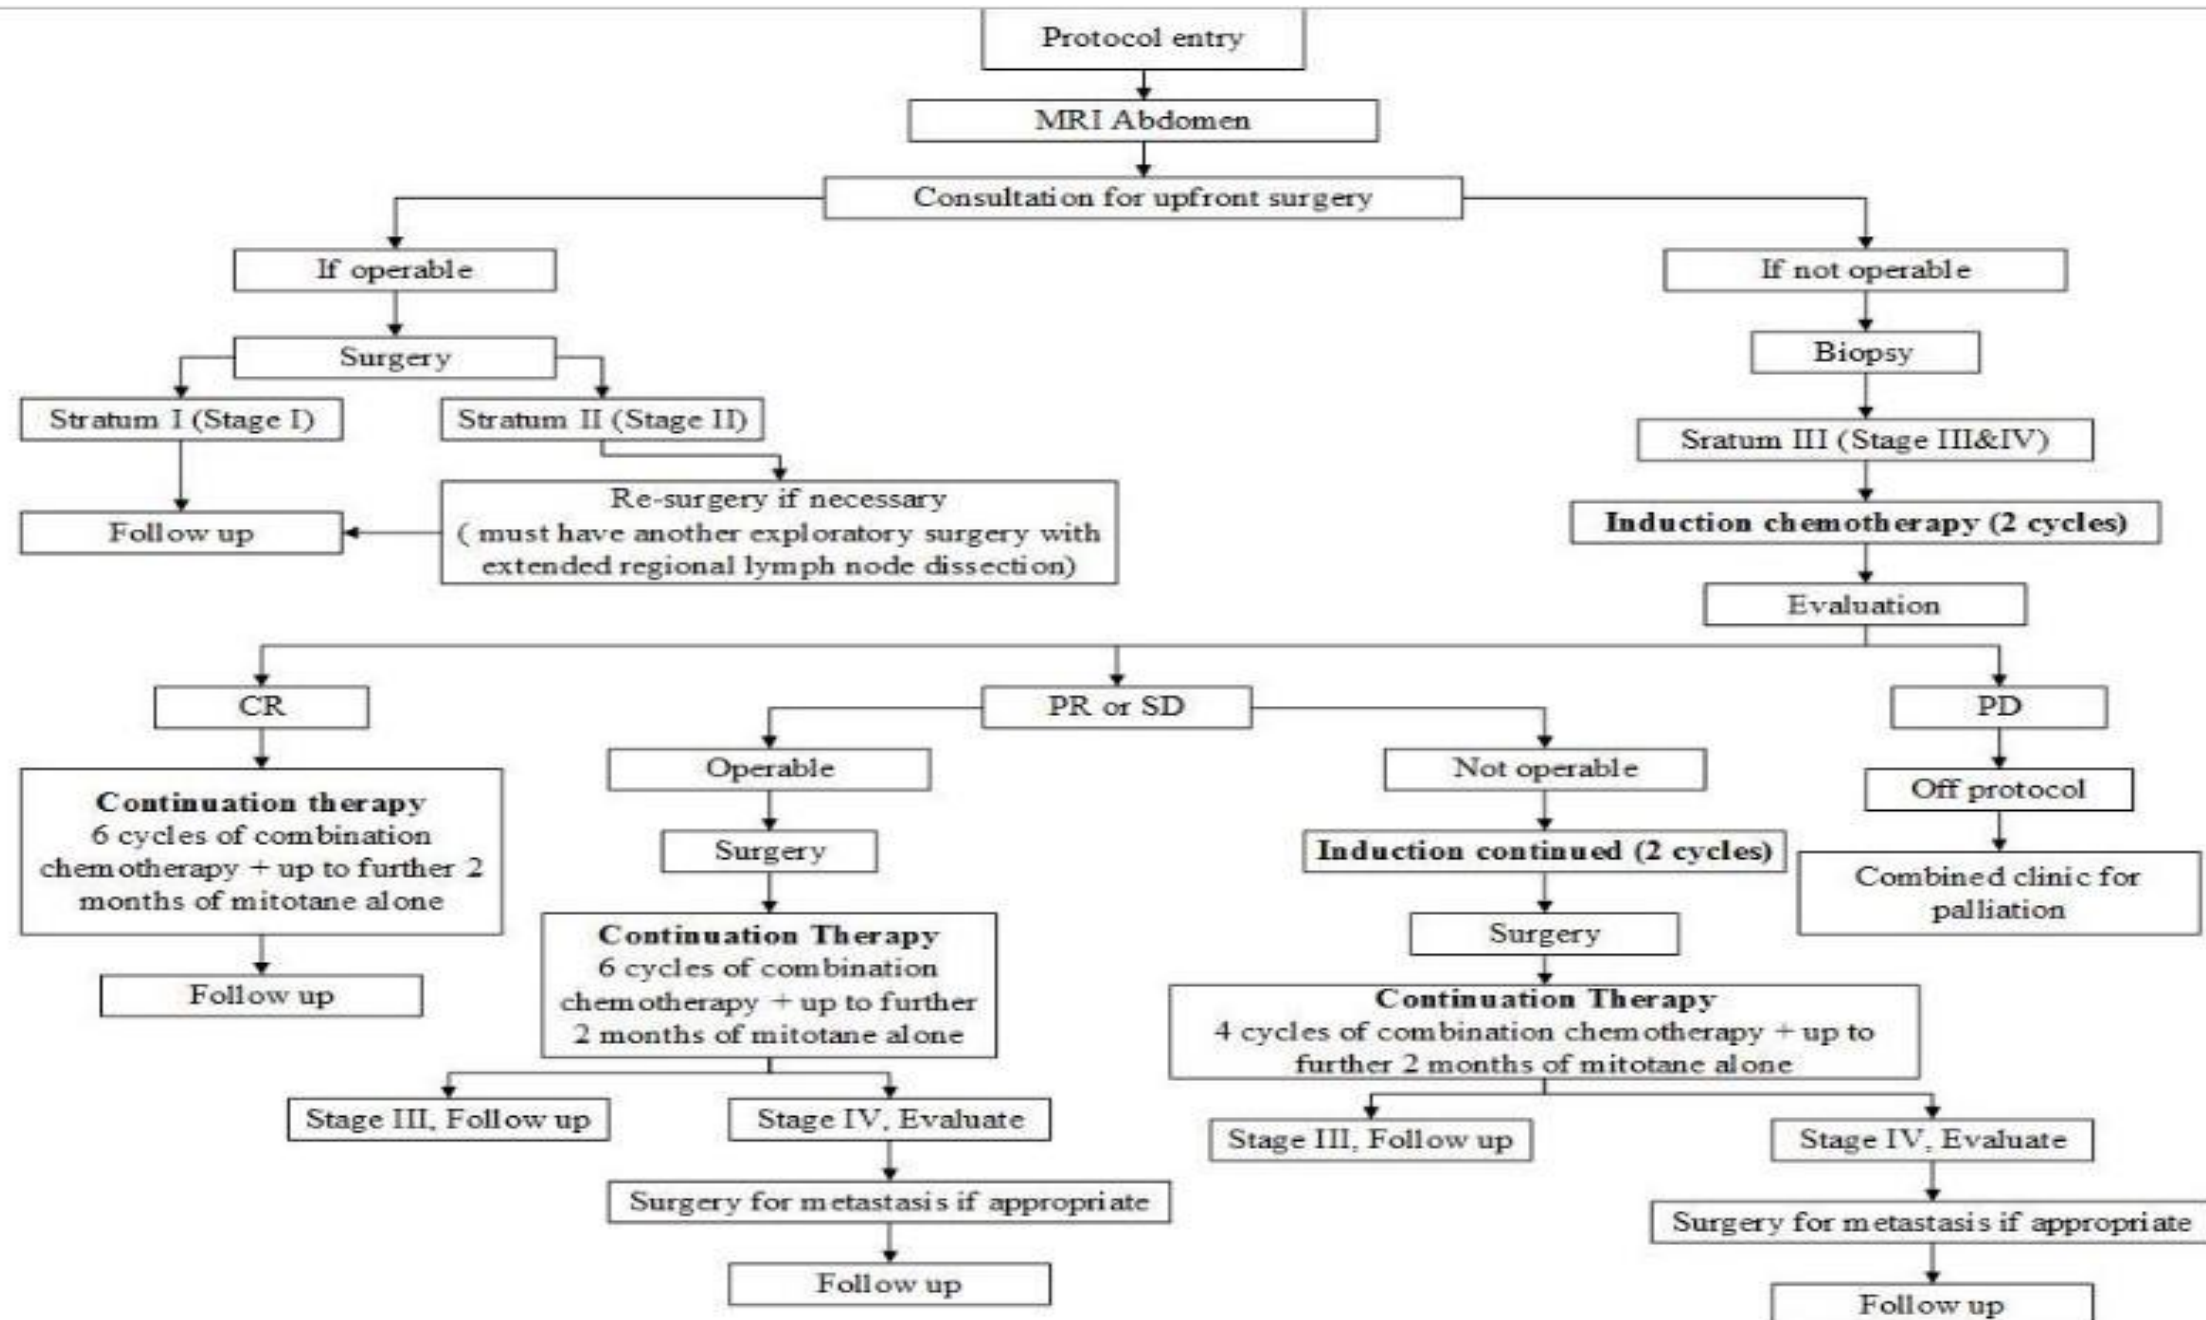 Protocol entry
MRI Abdomen
Consultation for upfront surgery
If operable
If not operable
Surgery
Biopsy
Stratum I (Stage I)
Stratum II (Stage II)
Sratum III (Stage III&IV)
Re-surgery if necessary
( must have another exploratory surgery with
extended regional lymph node dissection)
Follow up
Induction chemotherapy (2 cycles)
Evaluation
CR
PR or SD
PD
Continuation therapy
6 cycles of combination
chemotherapy + up to further 2
months of mitotane alone
Follow up
Operable
Surgery
Continuation Therapy
6 cycles of combination
chemotherapy + up to further
2 months of mitotane alone
Stage III, Follow up
Stage IV, Evaluate
Surgery for metastasis if appropriate
Follow up
Not operable
Induction continued (2 cycles)
Surgery
Continuation Therapy
4 cycles of combination chemotherapy + up to
further 2 months of mitotane alone
Stage III, Follow up
Stage IV, Evaluate
Surgery for metastasis if appropriate
Follow up
Off protocol
Combined clinic for
palliation